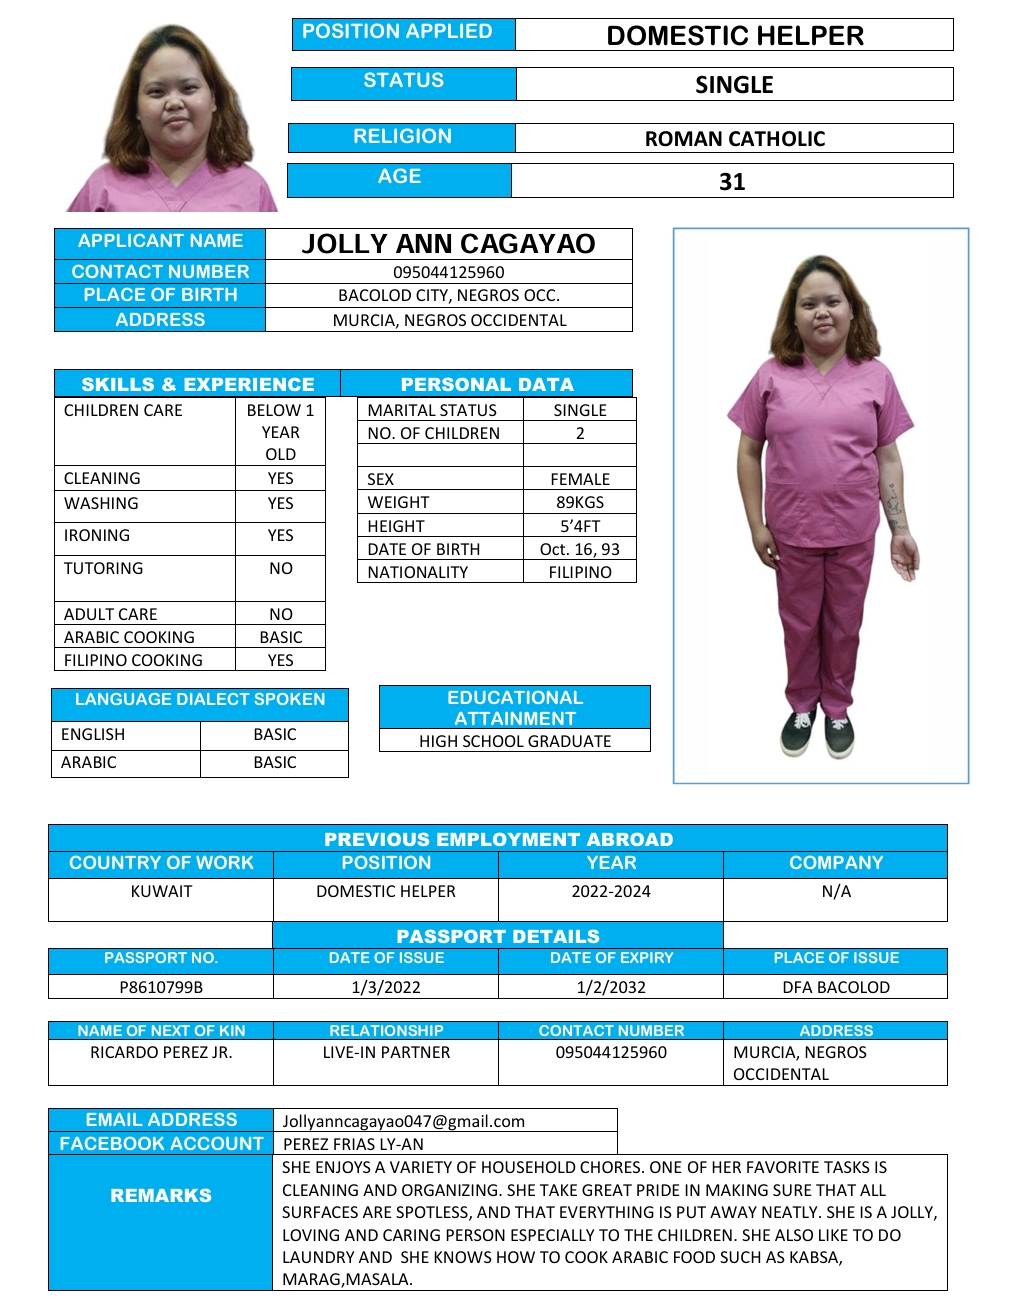 POSITION APPLIED DOMESTIC HELPER
STATUS SINGLE
RELIGION ROMAN CATHOLIC
AGE 31
APPLICANT NAME JOLLY ANN CAGAYAO
CONTACT NUMBER 095044125960
PLACE OF BIRTH BACOLOD CITY, NEGROS OCC.
ADDRESS MURCIA, NEGROS OCCIDENTAL
SKILLS & EXPERIENCE
CHILDREN CARE BELOW 1
YEAR
OLD
CLEANING YES
WASHING YES
IRONING YES
TUTORING NO
ADULT CARE NO
ARABIC COOKING BASIC
FILIPINO COOKING YES
PERSONAL DATA
MARITAL STATUS SINGLE
NO. OF CHILDREN 2
SEX FEMALE
WEIGHT 89KGS
HEIGHT 5’4FT
DATE OF BIRTH Oct. 16, 93
NATIONALITY FILIPINO
LANGUAGE DIALECT SPOKEN
ENGLISH BASIC
ARABIC BASIC
EDUCATIONAL
ATTAINMENT
HIGH SCHOOL GRADUATE
PREVIOUS EMPLOYMENT ABROAD
COUNTRY OF WORK POSITION YEAR COMPANY
KUWAIT DOMESTIC HELPER 2022-2024 N/A
PASSPORT DETAILS
PASSPORT NO. DATE OF ISSUE DATE OF EXPIRY PLACE OF ISSUE
P8610799B 1/3/2022 1/2/2032 DFA BACOLOD
NAME OF NEXT OF KIN RELATIONSHIP CONTACT NUMBER ADDRESS
RICARDO PEREZ JR. LIVE-IN PARTNER 095044125960 MURCIA, NEGROS
OCCIDENTAL
EMAIL ADDRESS Jollyanncagayao047@gmail.com
FACEBOOK ACCOUNT PEREZ FRIAS LY-AN
REMARKS
SHE ENJOYS A VARIETY OF HOUSEHOLD CHORES. ONE OF HER FAVORITE TASKS IS
CLEANING AND ORGANIZING. SHE TAKE GREAT PRIDE IN MAKING SURE THAT ALL
SURFACES ARE SPOTLESS, AND THAT EVERYTHING IS PUT AWAY NEATLY. SHE IS A JOLLY,
LOVING AND CARING PERSON ESPECIALLY TO THE CHILDREN. SHE ALSO LIKE TO DO
LAUNDRY AND  SHE KNOWS HOW TO COOK ARABIC FOOD SUCH AS KABSA,
MARAG,MASALA.